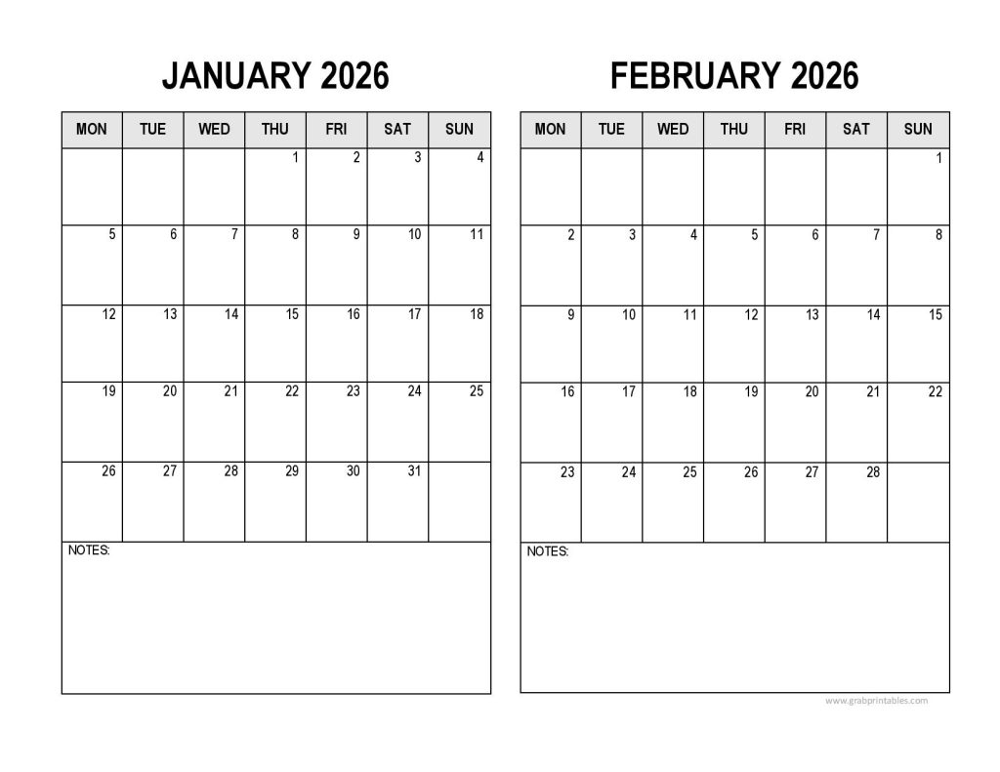 JANUARY 2026
MON TUE WED THU FRI SAT SUN
1 2 3 4
5 6 7 8 9 10 11
12 13 14 15 16 17 18
19 20 21 22 23 24 25
26 27 28 29 30 31
NOTES:
FEBRUARY 2026
MON TUE WED THU FRI SAT SUN
1
2 3 4 5 6 7 8
9 10 11 12 13 14 15
16 17 18 19 20 21 22
23 24 25 26 27 28
NOTES:
www.grabprintables.com